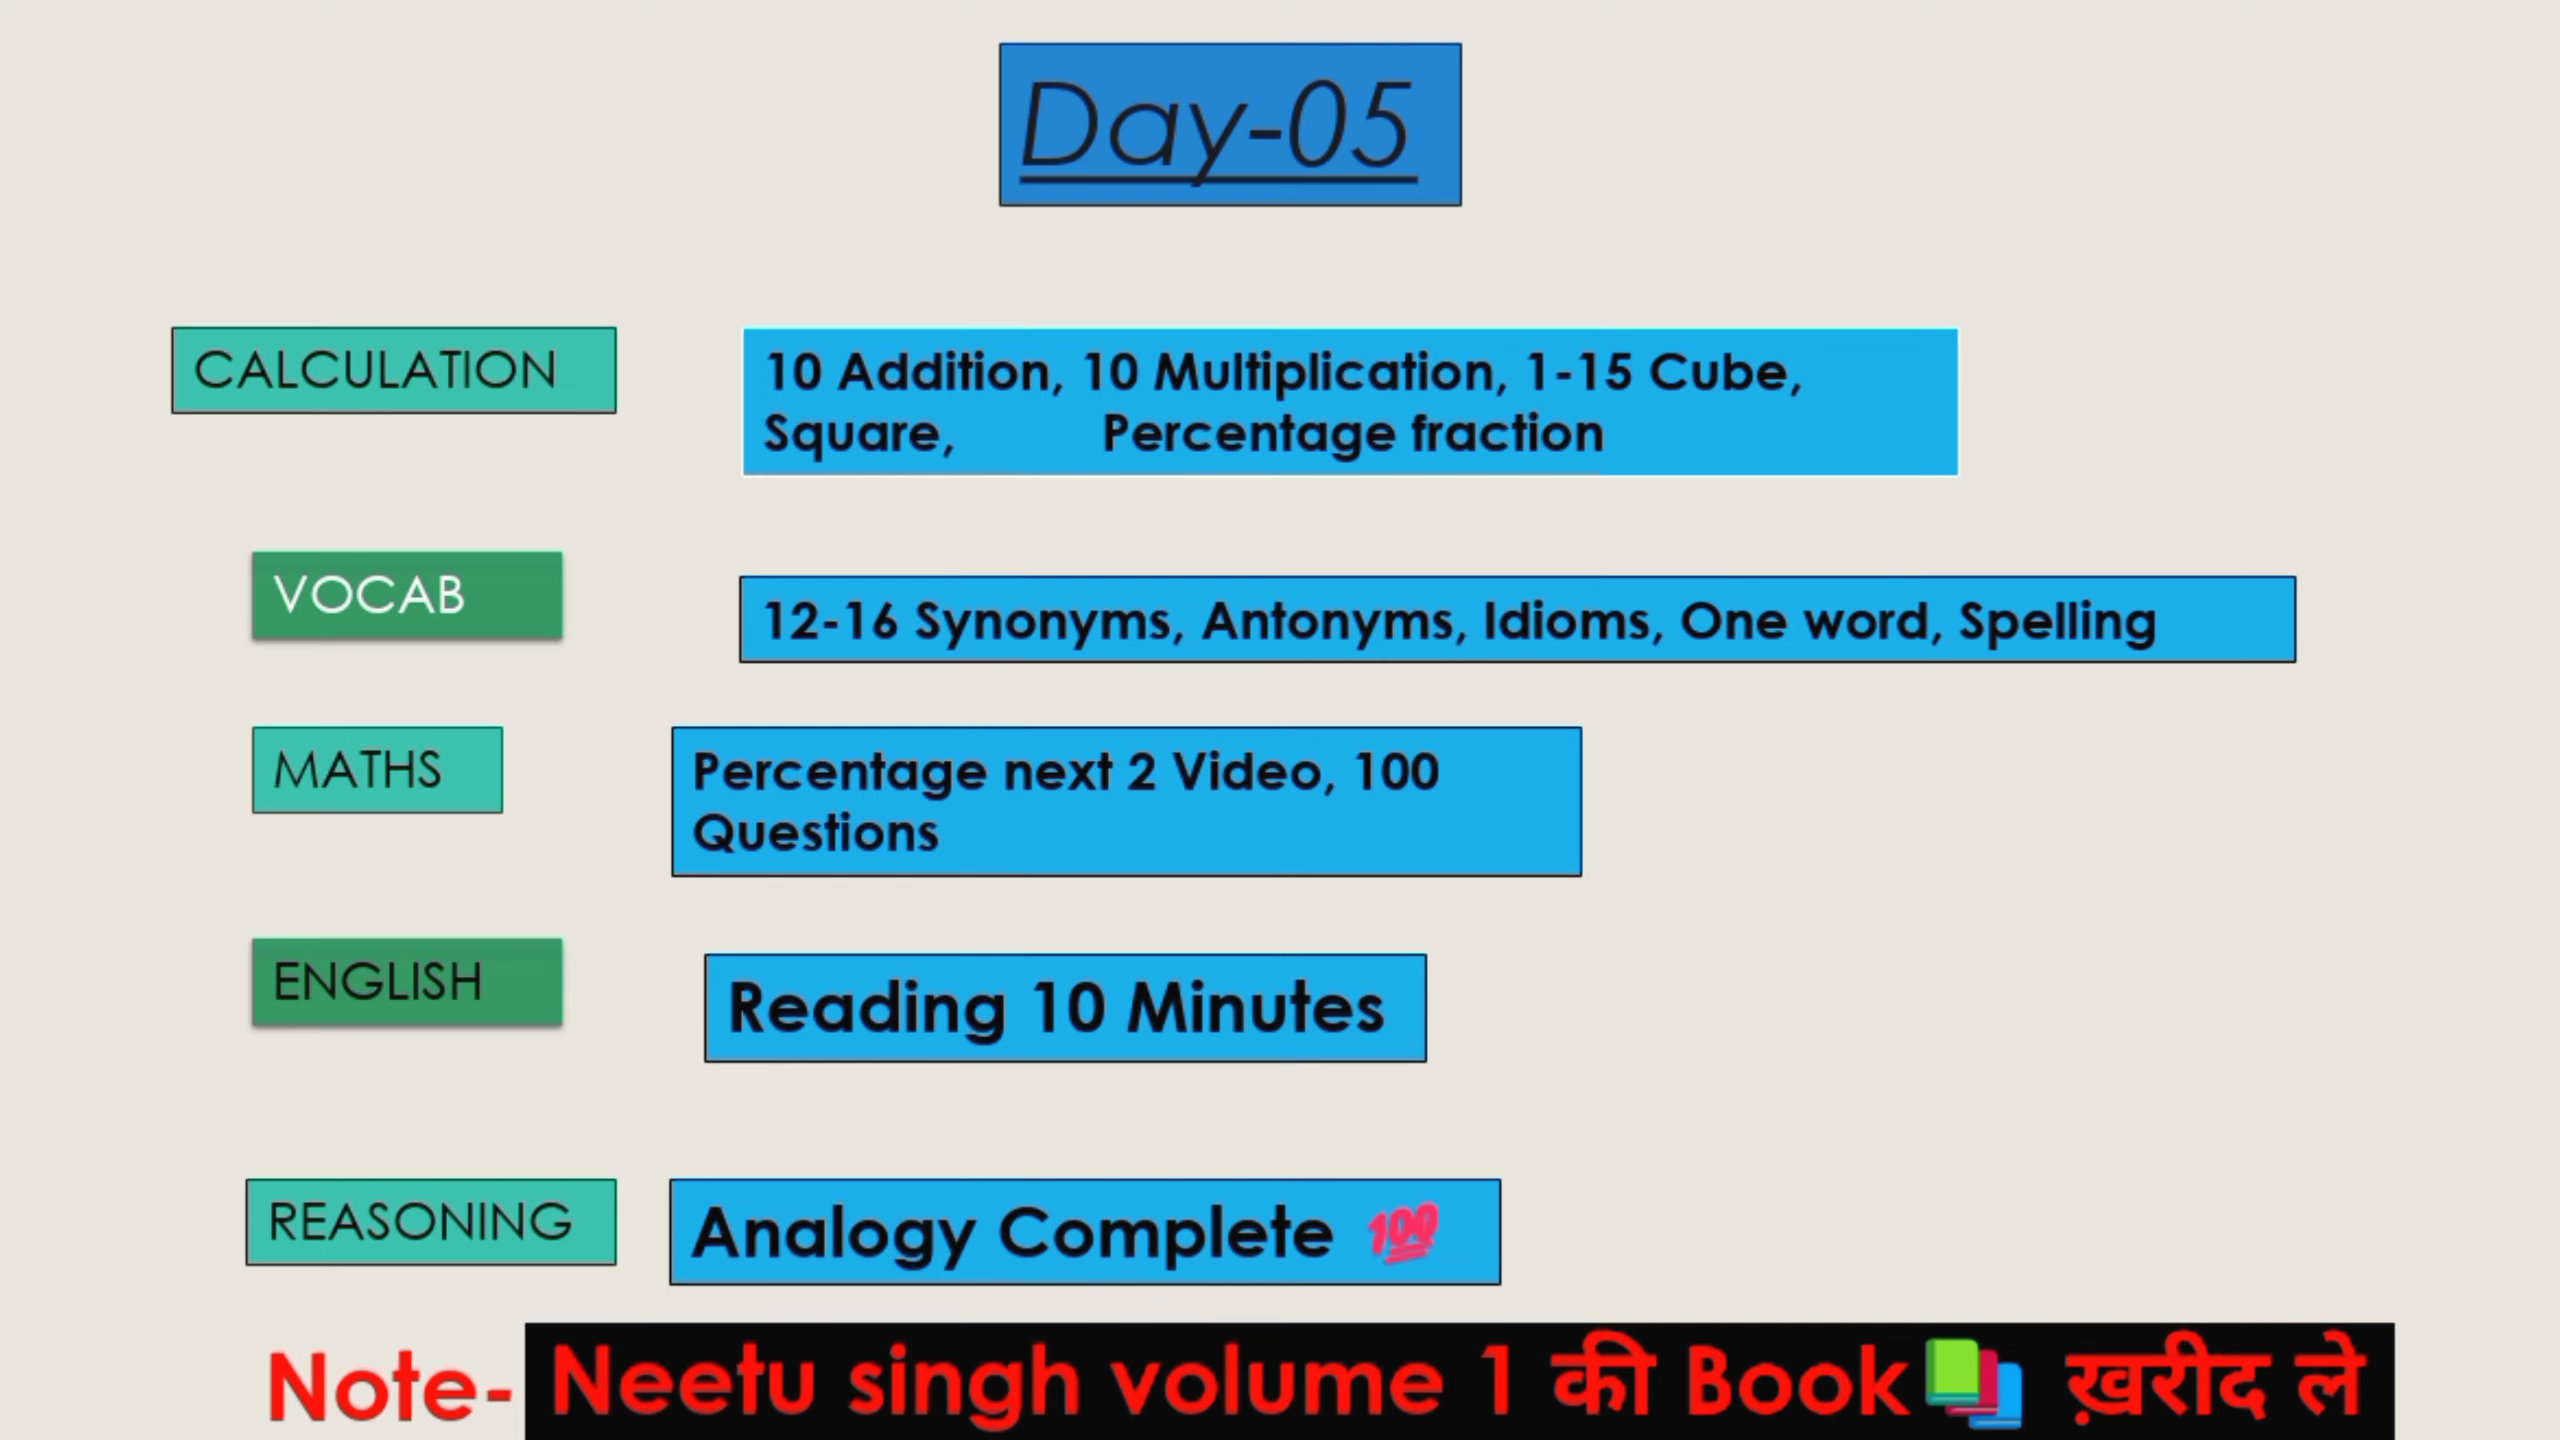 Day-05
CALCULATION
10 Addition, 10 Multiplication, 1-15 Cube,
Square, Percentage fraction
VOCAB
12-16 Synonyms, Antonyms, Idioms, One word, Spelling
MATHS
Percentage next 2 Video, 100
Questions
ENGLISH
Reading 10 Minutes
REASONING
Analogy Complete 💯
Note- Neetu singh volume 1 की Book📚 ख़रीद ले